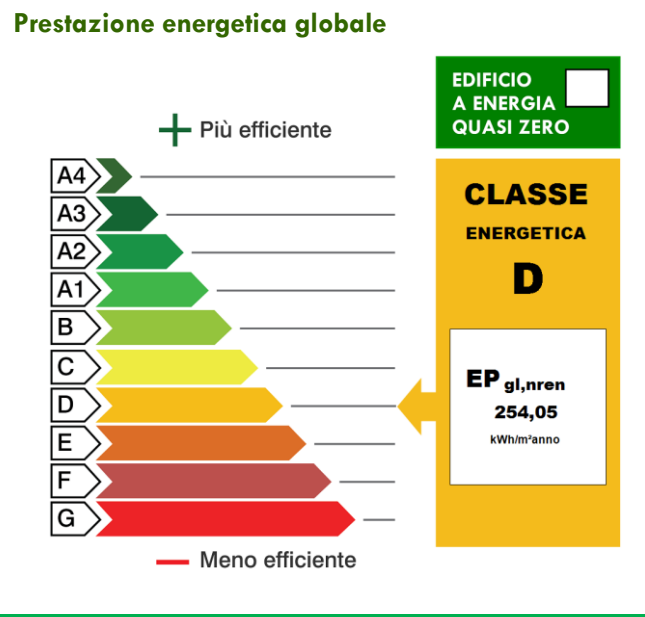 Prestazione energetica globale
EDIFICIO
A ENERGIA
QUASI ZERO
Più efficiente
A4
A3
A2
A1
B
C
D
E
F
G
Meno efficiente
CLASSE
ENERGETICA
D
EP gl,nren
254,05
kWh/m²anno